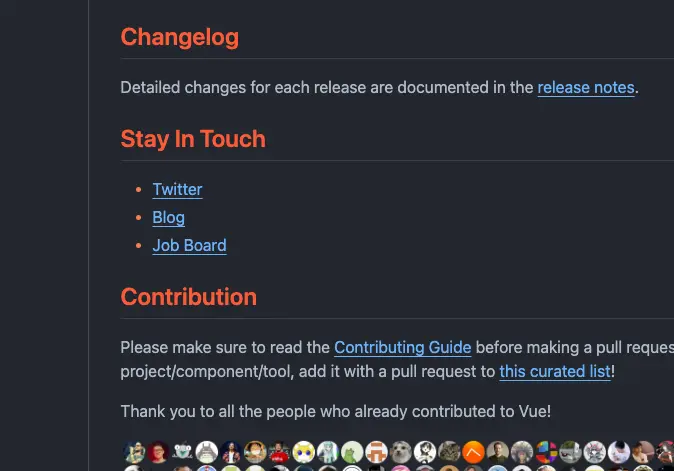 Changelog
Detailed changes for each release are documented in the release notes.
Stay In Touch
Twitter
Blog
Job Board
Contribution
Please make sure to read the Contributing Guide before making a pull
project/component/tool, add it with a pull request to this curated list!
Thank you to all the people who already contributed to Vue!